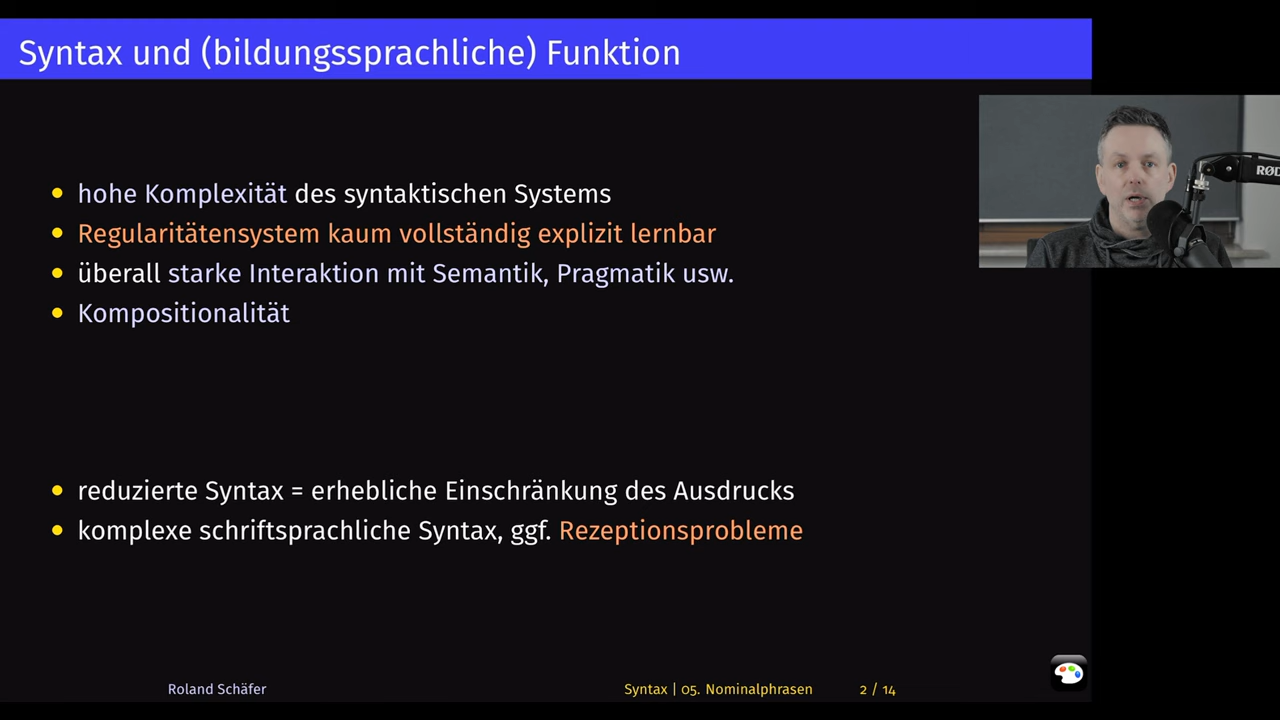 Syntax und (bildungssprachliche) Funktion
hohe Komplexität des syntaktischen Systems
Regularitätensystem kaum vollständig explizit lernbar
überall starke Interaktion mit Semantik, Pragmatik usw.
Kompositionalität
reduzierte Syntax = erhebliche Einschränkung des Ausdrucks
komplexe schriftsprachliche Syntax, ggf. Rezeptionsprobleme
Roland Schäfer
Syntax | 05. Nominalphrasen
2 / 14